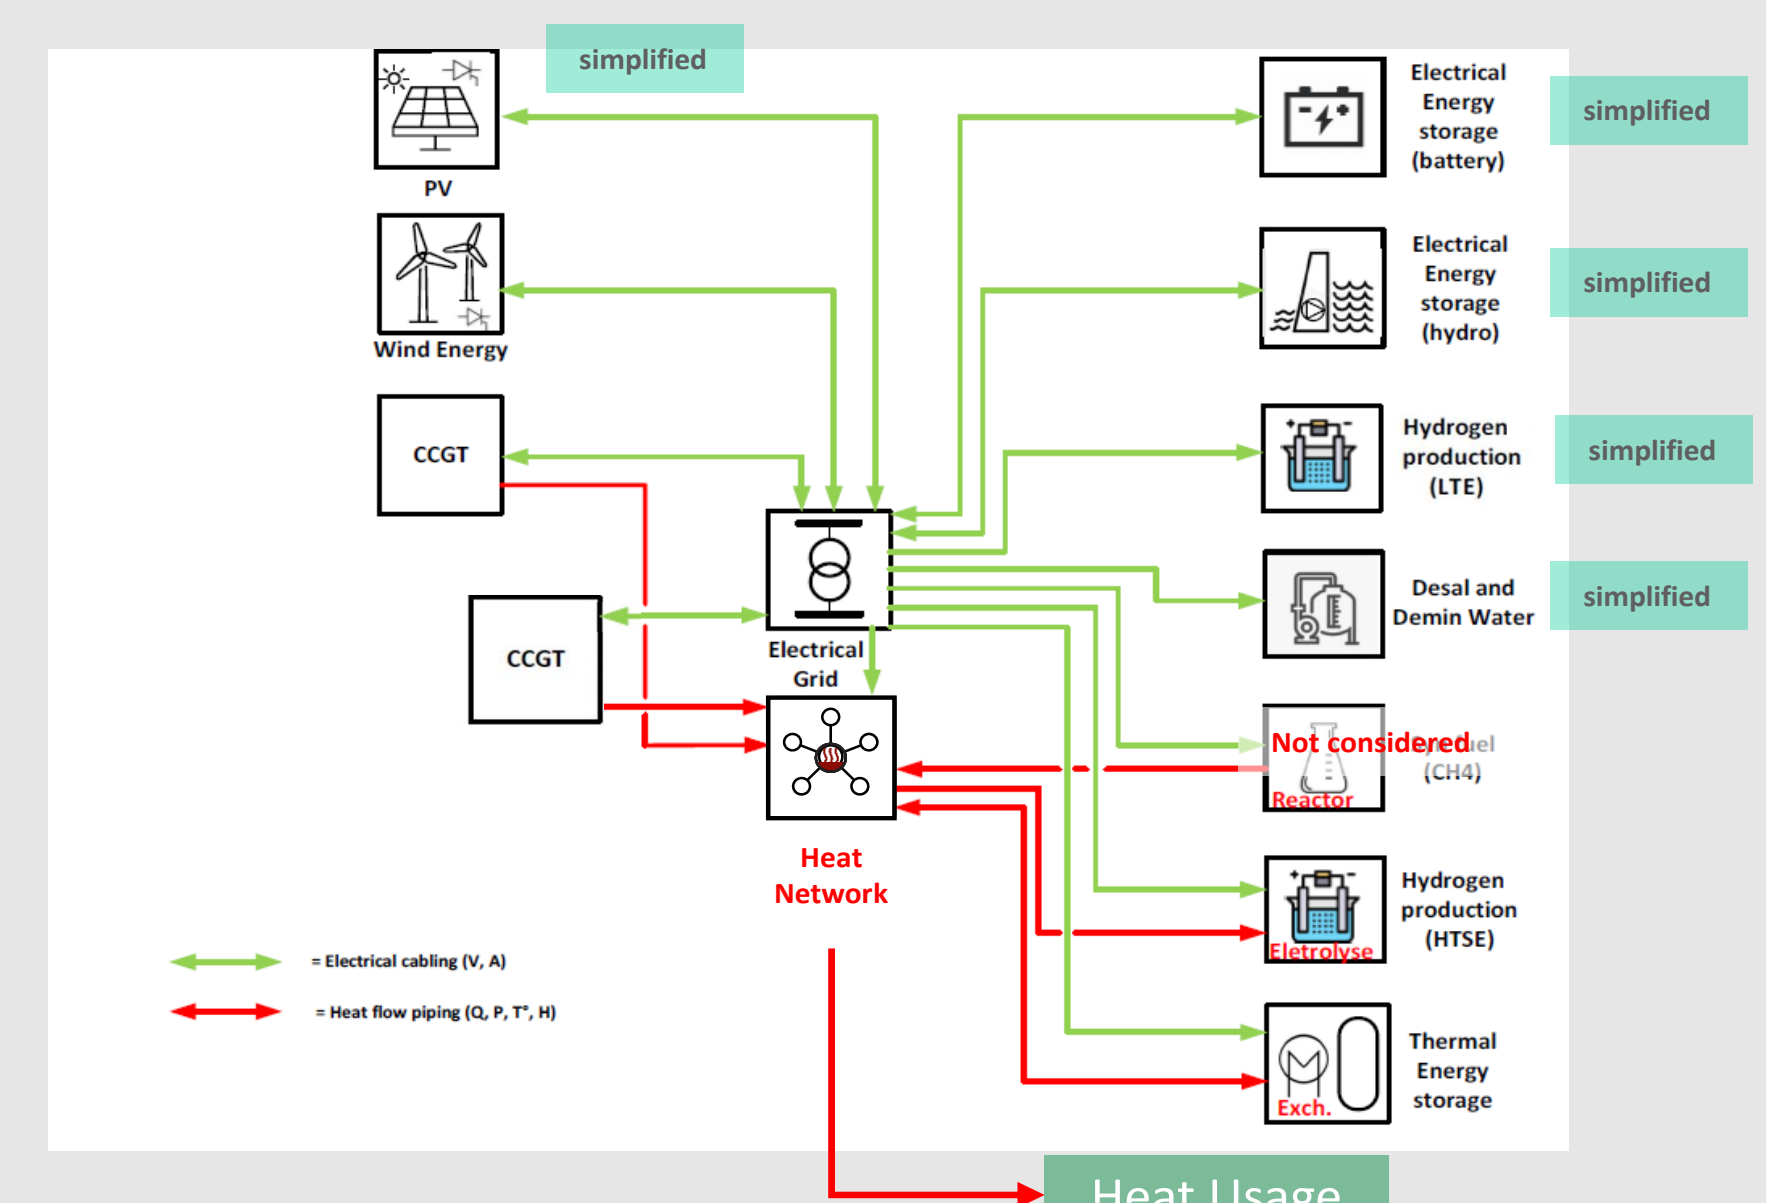 simplified
PV
Wind Energy
CCGT
CCGT
Electrical
Grid
Heat
Network
Electrical
Energy
storage
(battery)
simplified
Electrical
Energy
storage
(hydro)
simplified
Hydrogen
production
(LTE)
simplified
Desal and
Demin Water
simplified
Not considered
fuel
(CH4)
Reactor
Hydrogen
production
(HTSE)
Eletrolyse
Thermal
Energy
storage
Exch.
= Electrical cabling (V, A)
= Heat flow piping (Q, P, T°, H)
Heat Usage